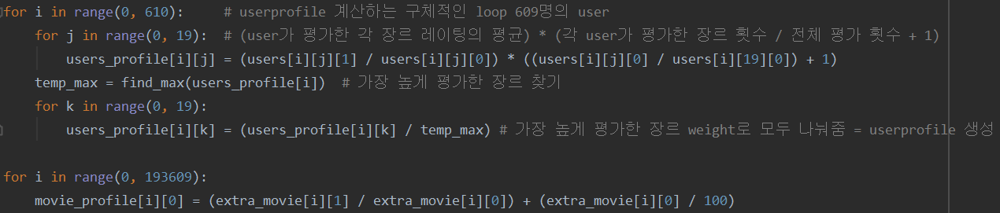 for i in range(0, 610):     # userprofile 계산하는 구체적인 loop 609명의 user
    for j in range(0, 19):  # (user가 평가한 각 장르 레이팅의 평균) * (각 user가 평가한 장르 횟수 / 전체 평가 횟수 + 1)
        users_profile[i][j] = (users[i][j][1] / users[i][j][0]) * ((users[i][j][0] / users[i][19][0]) + 1)
    temp_max = find_max(users_profile[i])  # 가장 높게 평가한 장르 찾기
    for k in range(0, 19):
        users_profile[i][k] = (users_profile[i][k] / temp_max) # 가장 높게 평가한 장르 weight로 모두 나눠줌 = userprofile 생성
for i in range(0, 193609):
    movie_profile[i][0] = (extra_movie[i][1] / extra_movie[i][0]) + (extra_movie[i][0] / 100)